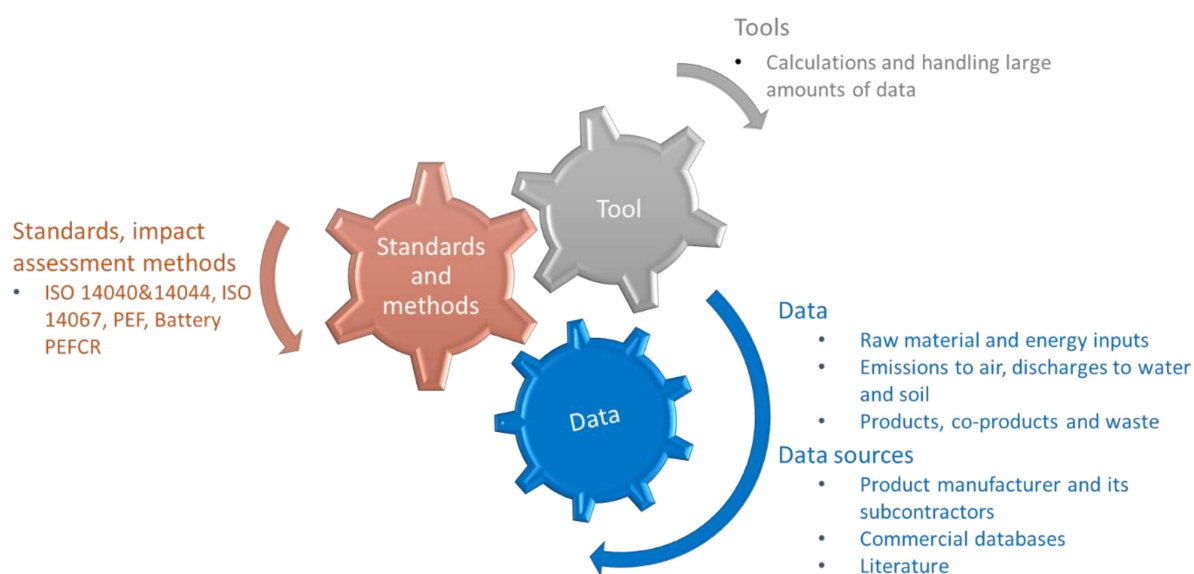 Tools
• Calculations and handling large
amounts of data
Tool
Standards
and
methods
Standards, impact
assessment methods
• ISO 14040&14044, ISO
14067, PEF, Battery
PEFCR
Data
Data
• Raw material and energy inputs
• Emissions to air, discharges to water
and soil
• Products, co-products and waste
Data sources
• Product manufacturer and its
subcontractors
• Commercial databases
• Literature